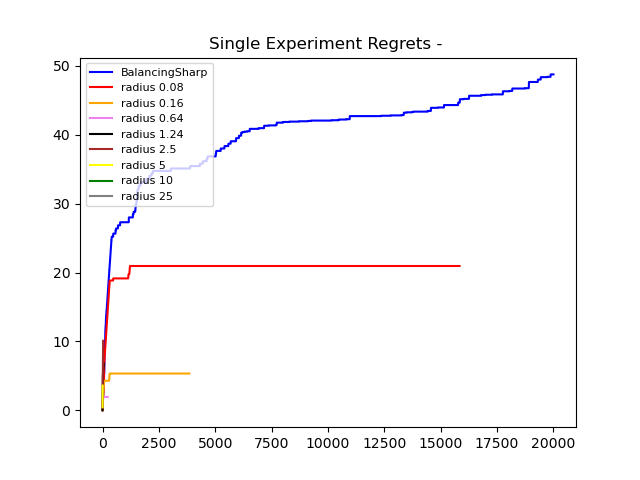 Single Experiment Regrets -
BalancingSharp
radius 0.08
radius 0.16
radius 0.64
radius 1.24
radius 2.5
radius 5
radius 10
radius 25
50
40
30
20
10
0
0 2500 5000 7500 10000 12500 15000 17500 20000